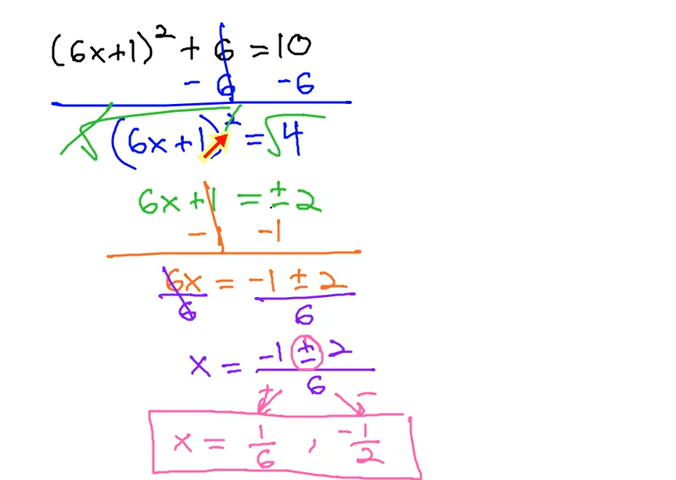 (6x+1)² + 6 = 10
- 6 -6
√(6x+1)² = √4
6x+1 = ±2
-1 -1
6x/6 = (-1 ± 2)/6
x = (-1 ± 2)/6
+ -
x = 1/6 , -1/2